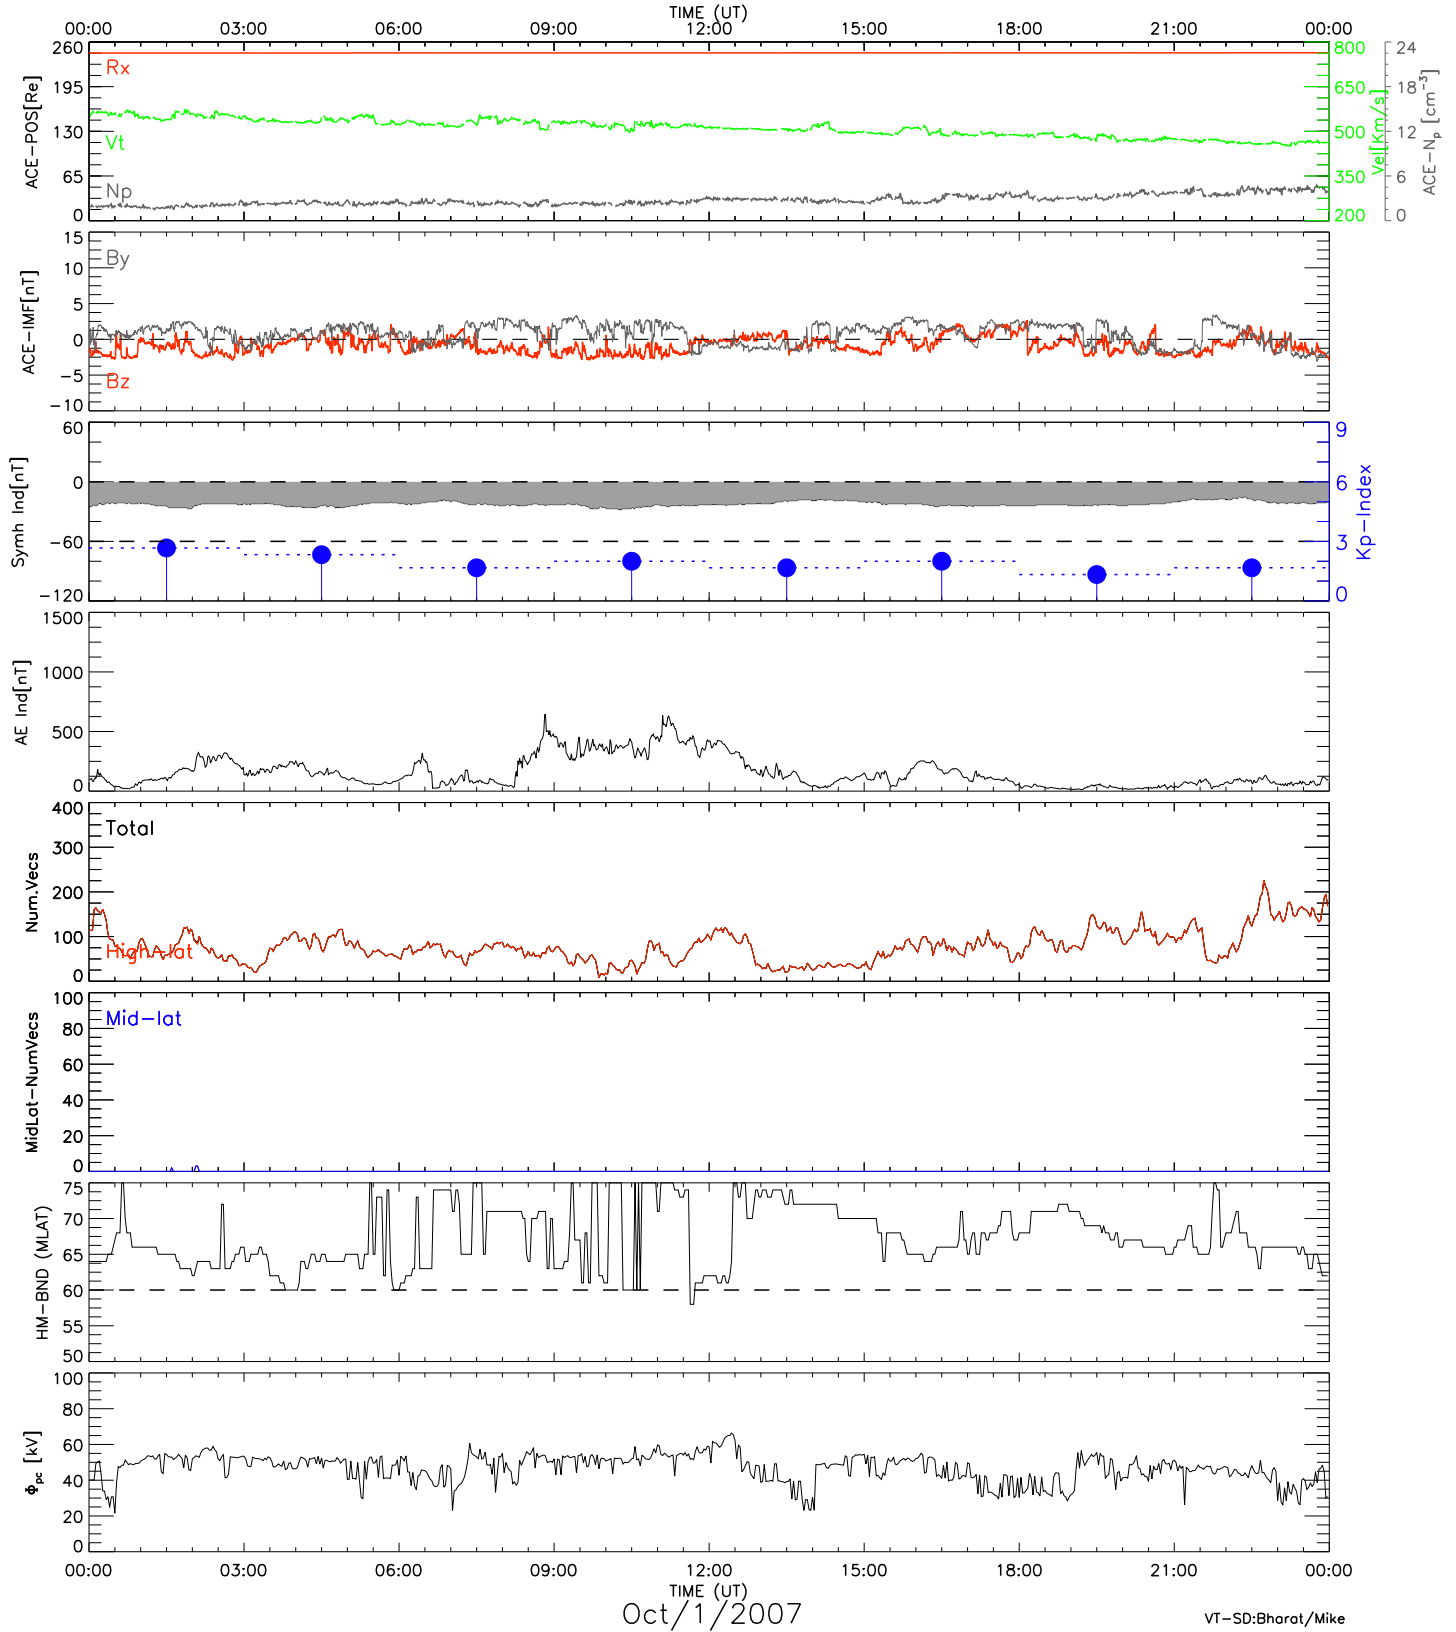 TIME (UT)
00:00 03:00 06:00 09:00 12:00 15:00 18:00 21:00 00:00
260 195 130 65 0
ACE-POS[Re]
Rx
Vt
Np
800 650 500 350 200
Vel[Km/s]
24 18 12 6 0
ACE-Np [cm-3]
15 10 5 0 -5 -10
ACE-IMF[nT]
By
Bz
60 0 -60 -120
Symh Ind[nT]
9 6 3 0
Kp-Index
1500 1000 500 0
AE Ind[nT]
400 300 200 100 0
Num.Vecs
Total
High-lat
100 80 60 40 20 0
MidLat-NumVecs
Mid-lat
75 70 65 60 55 50
HM-BND (MLAT)
100 80 60 40 20 0
Φpc [kV]
00:00 03:00 06:00 09:00 12:00 15:00 18:00 21:00 00:00
TIME (UT)
Oct/1/2007
VT-SD:Bharat/Mike